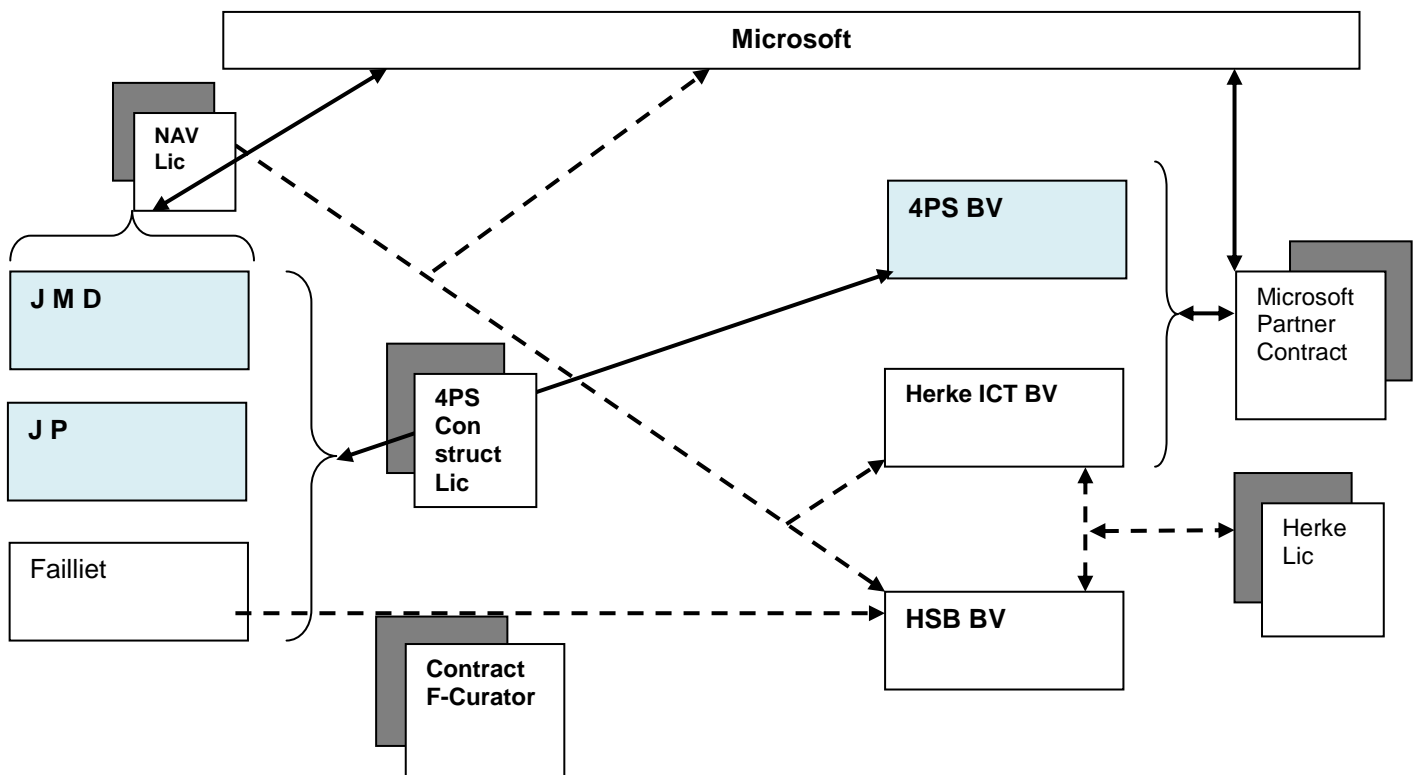 Microsoft
NAV
Lic
4PS BV
J M D
Microsoft
Partner
Contract
Herke ICT BV
4PS
Con
struct
Lic
J P
Herke
Lic
Failliet
HSB BV
Contract
F-Curator